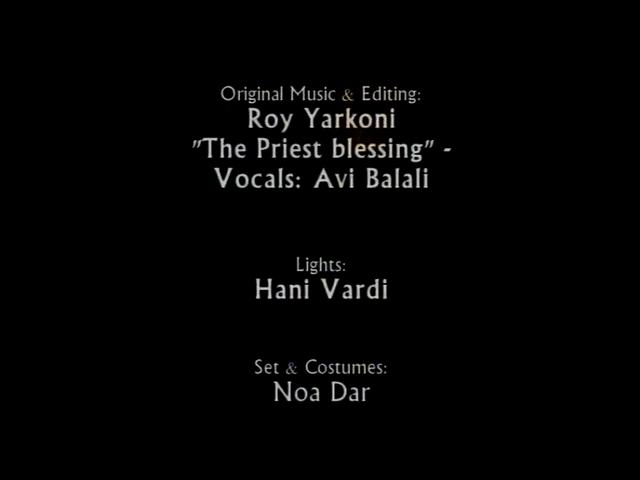 Original Music & Editing:
Roy Yarkoni
"The Priest blessing" -
Vocals: Avi Balali
Lights:
Hani Vardi
Set & Costumes:
Noa Dar